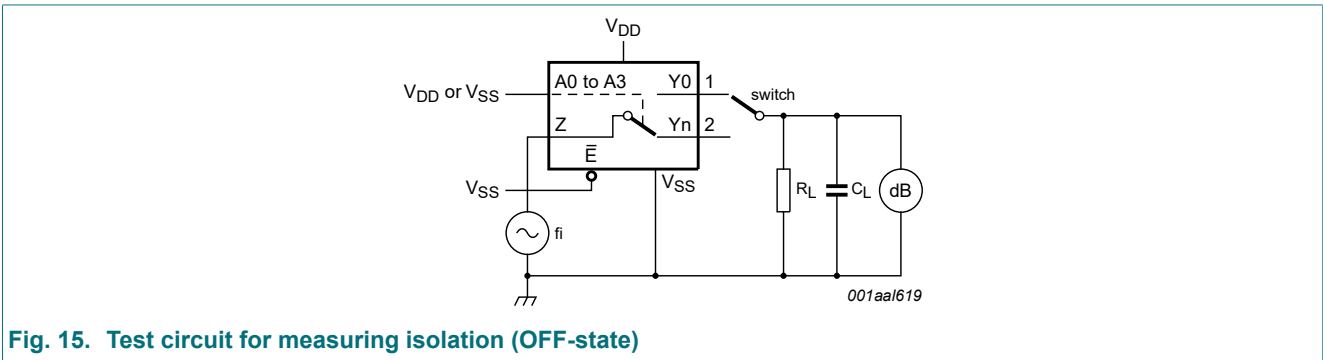 VDD
VDD or VSS
A0 to A3
Y0
1
switch
Z
Yn
2
E̅
VSS
VSS
RL
CL
dB
fi
001aal619
Fig. 15. Test circuit for measuring isolation (OFF-state)